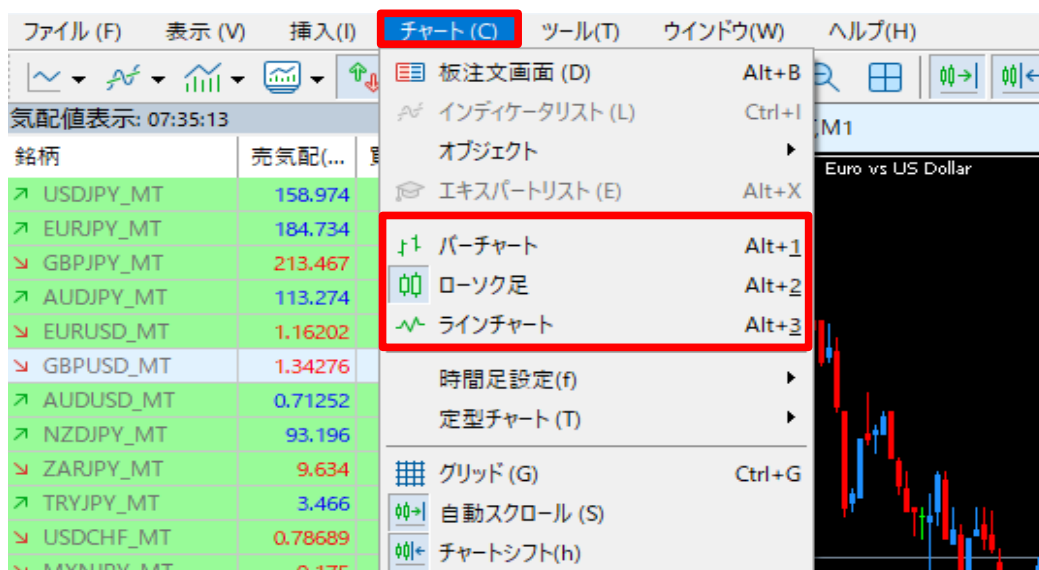 ファイル (F) 表示 (V) 挿入(I) チャート (C) ツール(T) ウインドウ(W) ヘルプ(H)
気配値表示: 07:35:13
銘柄 売気配(...
USDJPY_MT 158.974
EURJPY_MT 184.734
GBPJPY_MT 213.467
AUDJPY_MT 113.274
EURUSD_MT 1.16202
GBPUSD_MT 1.34276
AUDUSD_MT 0.71252
NZDJPY_MT 93.196
ZARJPY_MT 9.634
TRYJPY_MT 3.466
USDCHF_MT 0.78689
MXNJPY_MT 9.175
板注文画面 (D) Alt+B
インディケータリスト (L) Ctrl+I
オブジェクト
エキスパートリスト (E) Alt+X
バーチャート Alt+1
ローソク足 Alt+2
ラインチャート Alt+3
時間足設定(f)
定型チャート (T)
グリッド (G) Ctrl+G
自動スクロール (S)
チャートシフト(h)
,M1
Euro vs US Dollar